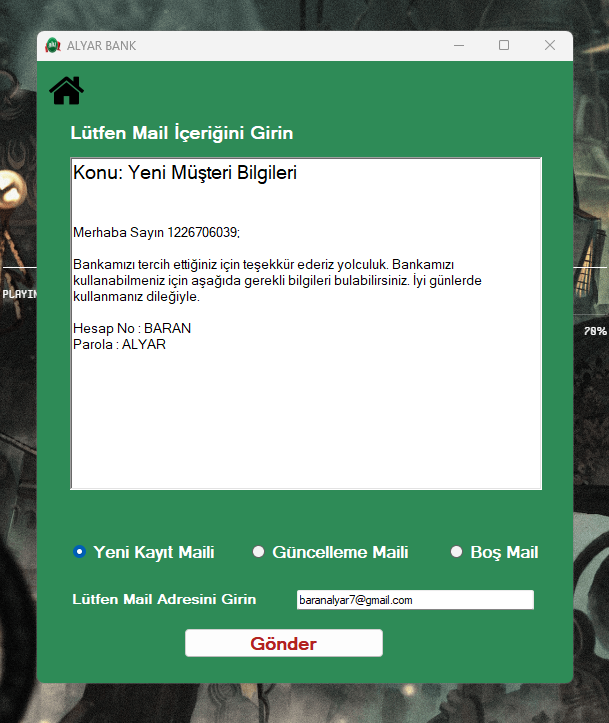 ALYAR BANK
Lütfen Mail İçeriğini Girin
Konu: Yeni Müşteri Bilgileri
Merhaba Sayın 1226706039;
Bankamızı tercih ettiğiniz için teşekkür ederiz yolculuk. Bankamızı
kullanabilmeniz için aşağıda gerekli bilgileri bulabilirsiniz. İyi günlerde
kullanmanız dileğiyle.
PLAYIN
70%
Hesap No : BARAN
Parola : ALYAR
Yeni Kayıt Maili
Güncelleme Maili
Boş Mail
Lütfen Mail Adresini Girin
baranalyar7@gmail.com
Gönder